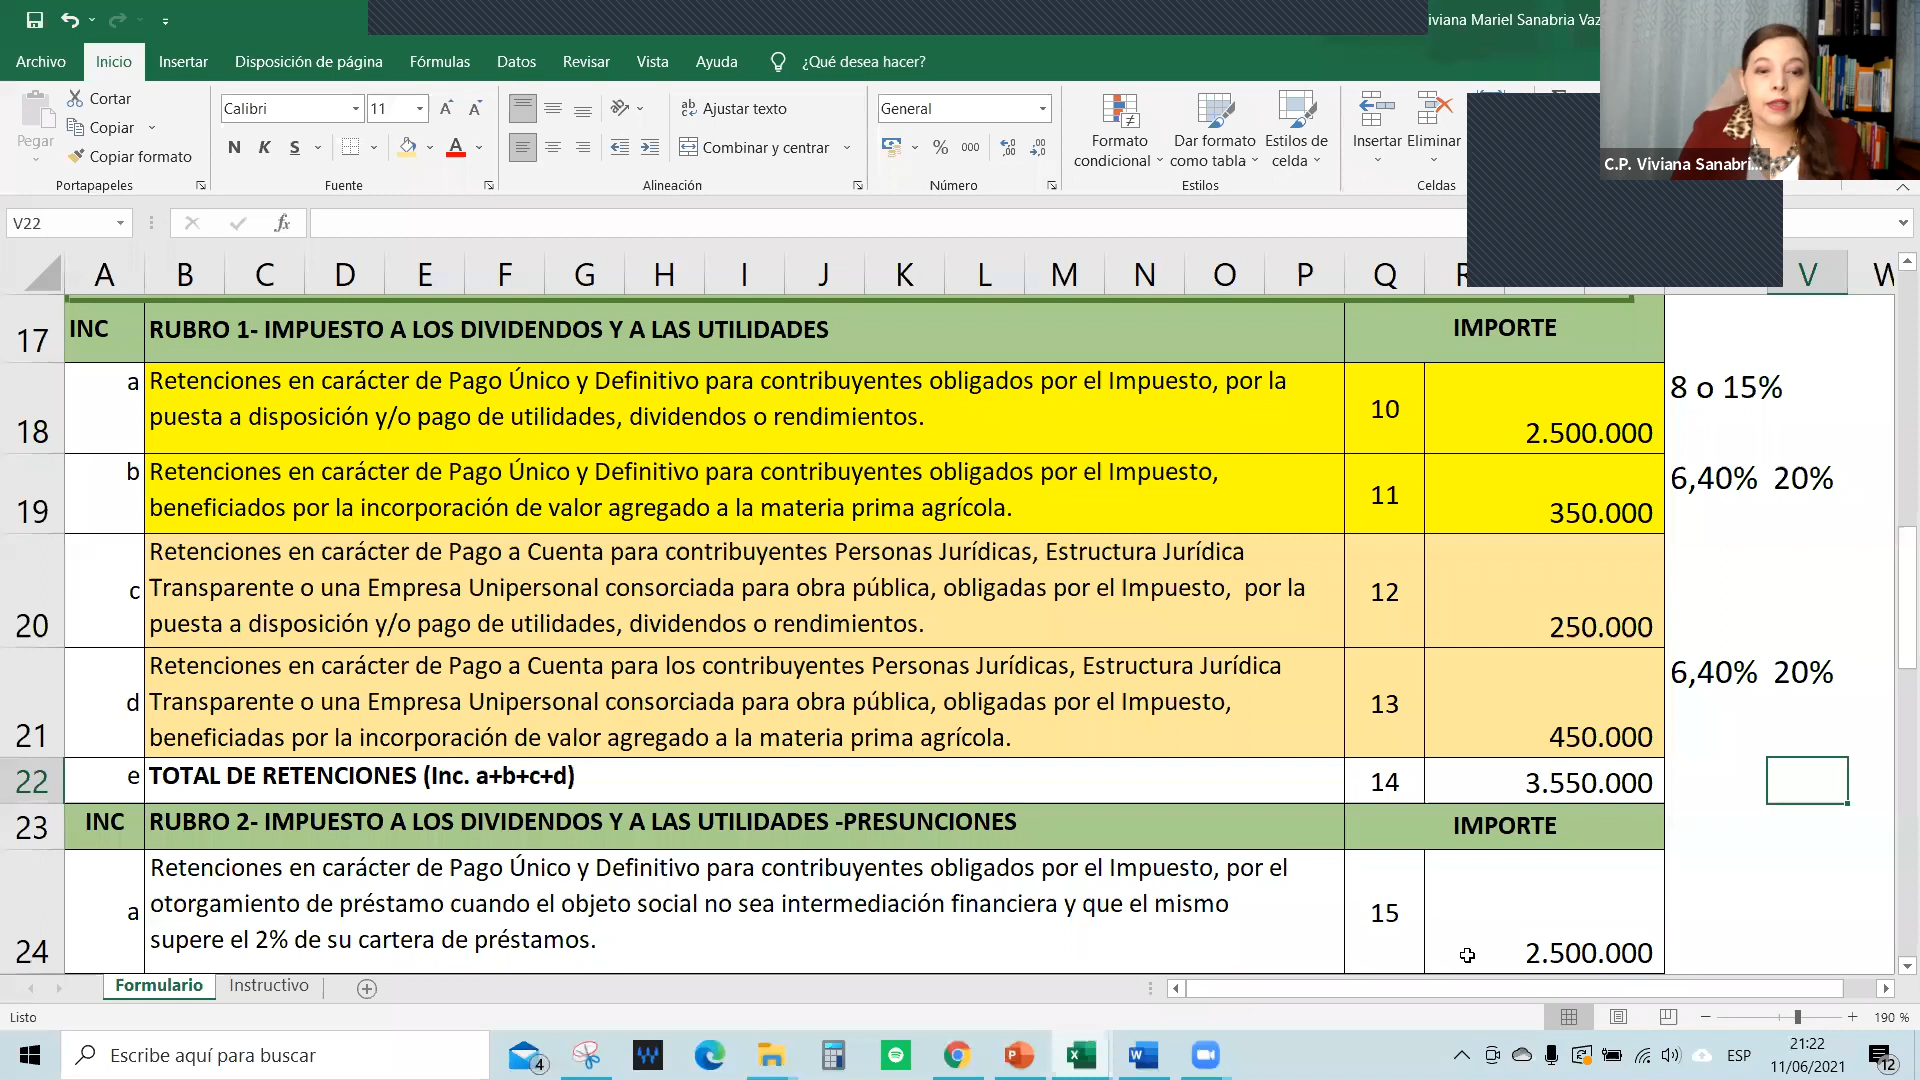 iviana Mariel Sanabria Vaz
Archivo Inicio Insertar Disposición de página Fórmulas Datos Revisar Vista Ayuda ¿Qué desea hacer?
Pegar
Cortar
Copiar
Copiar formato
Portapapeles
Calibri 11
N K S A
Fuente
Ajustar texto
Combinar y centrar
Alineación
General
% 000
Número
Formato condicional
Dar formato como tabla
Estilos de celda
Estilos
Insertar Eliminar
Celdas
C.P. Viviana Sanabri...
V22 fx
A B C D E F G H I J K L M N O P Q R V W
17 INC RUBRO 1- IMPUESTO A LOS DIVIDENDOS Y A LAS UTILIDADES IMPORTE
18 a Retenciones en carácter de Pago Único y Definitivo para contribuyentes obligados por el Impuesto, por la
puesta a disposición y/o pago de utilidades, dividendos o rendimientos. 10 2.500.000 8 o 15%
19 b Retenciones en carácter de Pago Único y Definitivo para contribuyentes obligados por el Impuesto,
beneficiados por la incorporación de valor agregado a la materia prima agrícola. 11 350.000 6,40% 20%
20 c Retenciones en carácter de Pago a Cuenta para contribuyentes Personas Jurídicas, Estructura Jurídica
Transparente o una Empresa Unipersonal consorciada para obra pública, obligadas por el Impuesto, por la
puesta a disposición y/o pago de utilidades, dividendos o rendimientos. 12 250.000
21 d Retenciones en carácter de Pago a Cuenta para los contribuyentes Personas Jurídicas, Estructura Jurídica
Transparente o una Empresa Unipersonal consorciada para obra pública, obligadas por el Impuesto,
beneficiadas por la incorporación de valor agregado a la materia prima agrícola. 13 450.000 6,40% 20%
22 e TOTAL DE RETENCIONES (Inc. a+b+c+d) 14 3.550.000
23 INC RUBRO 2- IMPUESTO A LOS DIVIDENDOS Y A LAS UTILIDADES -PRESUNCIONES IMPORTE
24 a Retenciones en carácter de Pago Único y Definitivo para contribuyentes obligados por el Impuesto, por el
otorgamiento de préstamo cuando el objeto social no sea intermediación financiera y que el mismo
supere el 2% de su cartera de préstamos. 15 2.500.000
Formulario Instructivo
Listo 190 %
Escribe aquí para buscar
4
ESP
21:22
11/06/2021
12